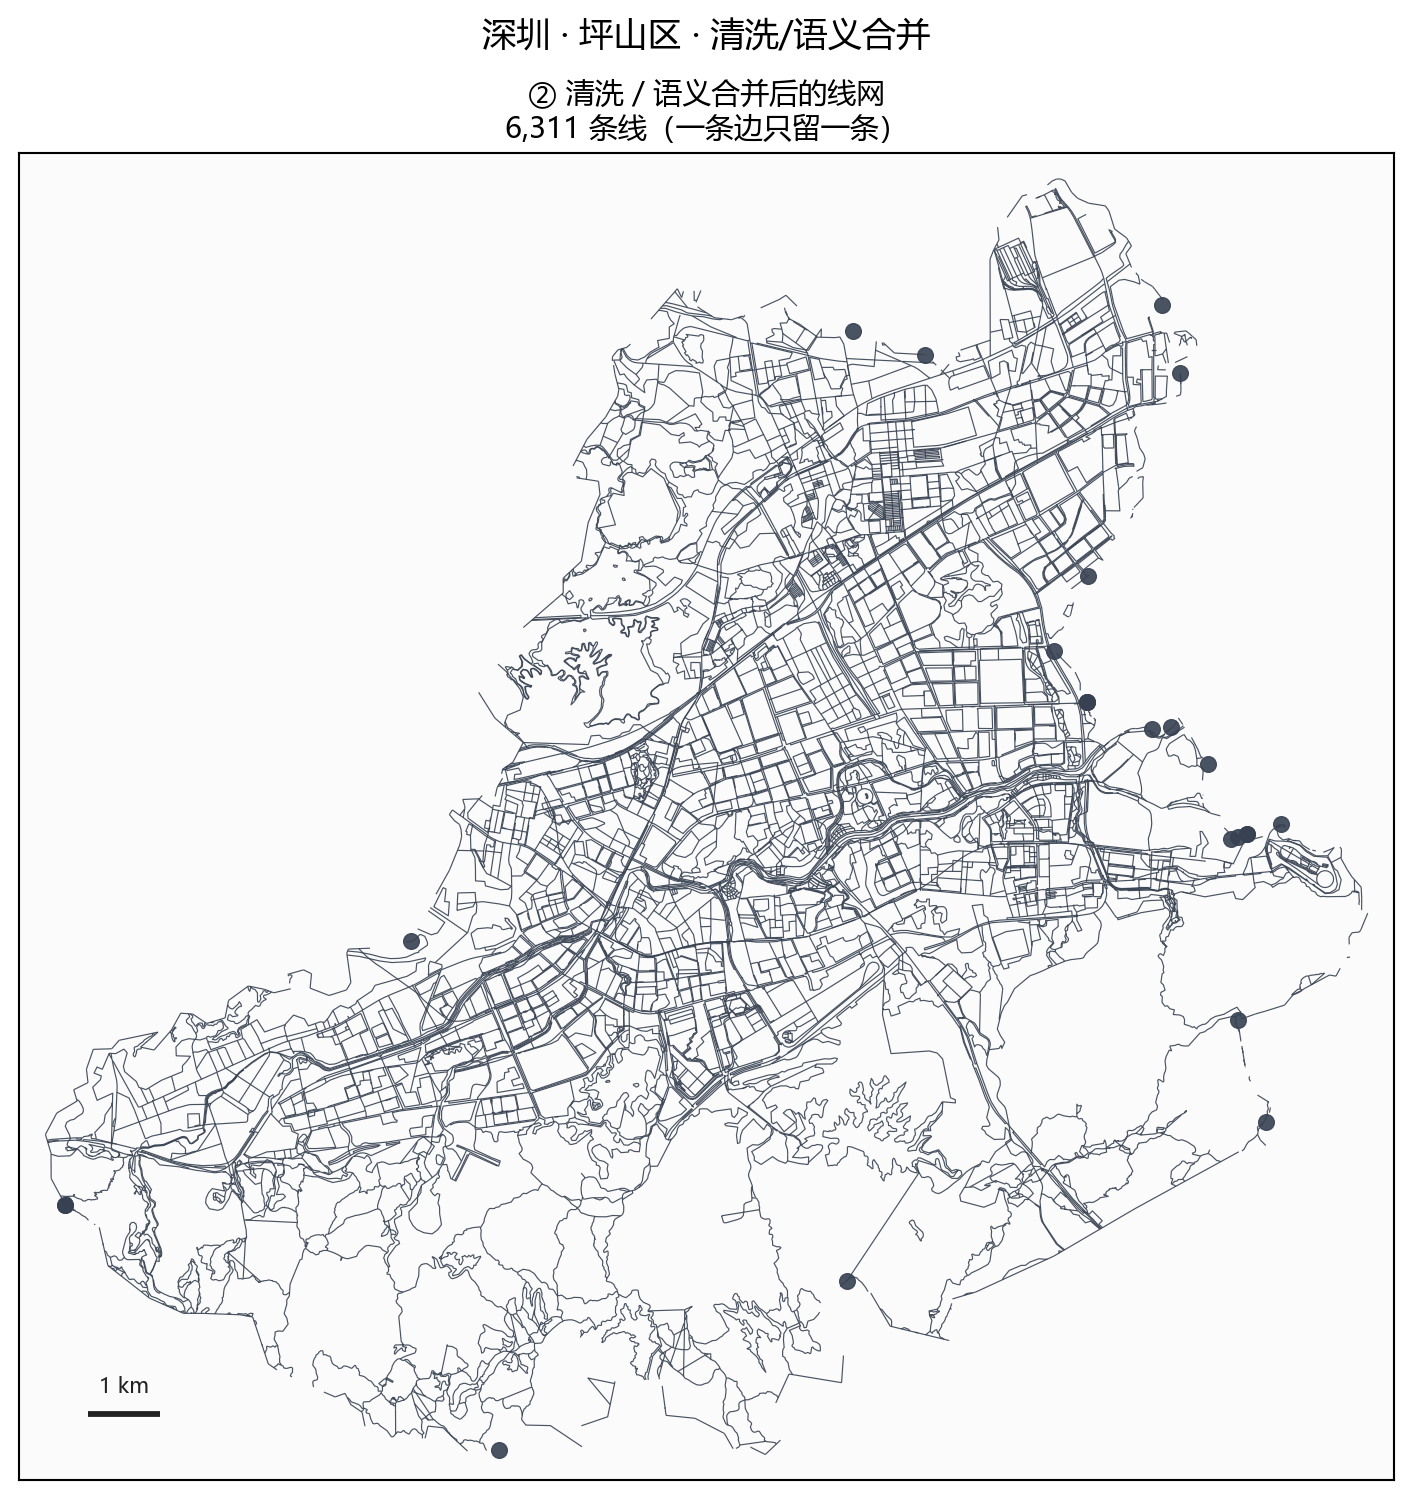 深圳 · 坪山区 · 清洗/语义合并
② 清洗 / 语义合并后的线网
6,311 条线（一条边只留一条）
1 km